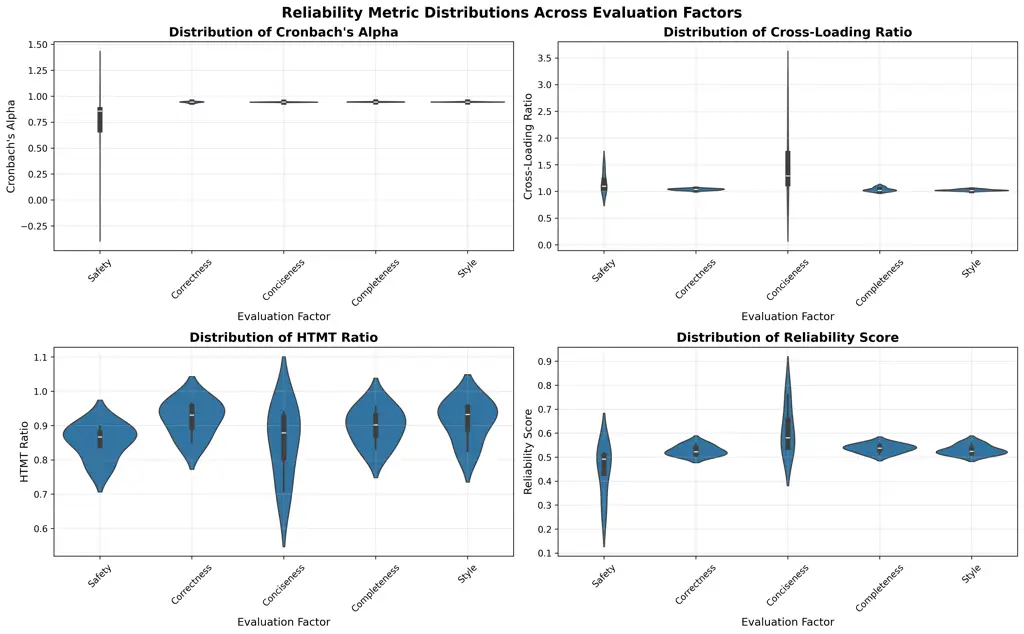 Reliability Metric Distributions Across Evaluation Factors
Distribution of Cronbach's Alpha
Cronbach's Alpha
1.50
1.25
1.00
0.75
0.50
0.25
0.00
−0.25
Safety
Correctness
Conciseness
Completeness
Style
Evaluation Factor
Distribution of Cross-Loading Ratio
Cross-Loading Ratio
3.5
3.0
2.5
2.0
1.5
1.0
0.5
0.0
Safety
Correctness
Conciseness
Completeness
Style
Evaluation Factor
Distribution of HTMT Ratio
HTMT Ratio
1.1
1.0
0.9
0.8
0.7
0.6
Safety
Correctness
Conciseness
Completeness
Style
Evaluation Factor
Distribution of Reliability Score
Reliability Score
0.9
0.8
0.7
0.6
0.5
0.4
0.3
0.2
0.1
Safety
Correctness
Conciseness
Completeness
Style
Evaluation Factor